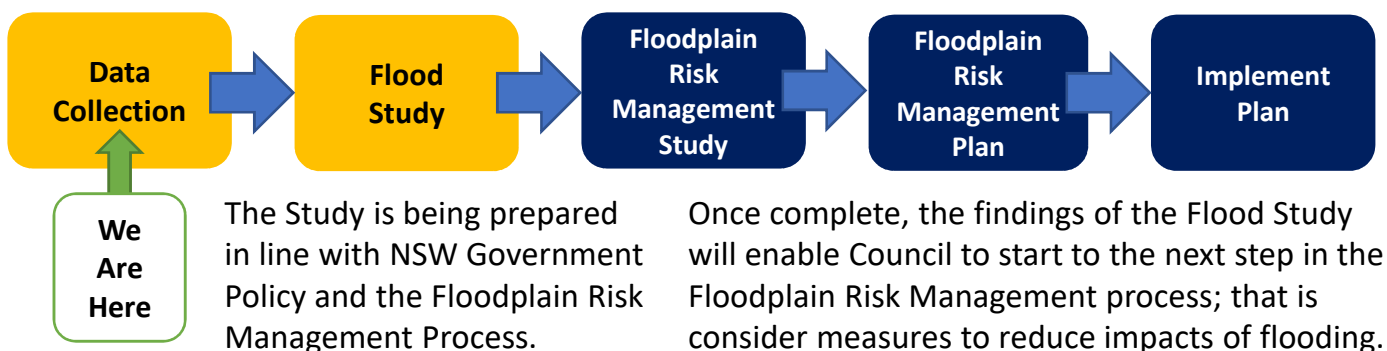 Data
Collection
Flood
Study
Floodplain
Risk
Management
Study
Floodplain
Risk
Management
Plan
Implement
Plan
We
Are
Here
The Study is being prepared
in line with NSW Government
Policy and the Floodplain Risk
Management Process.
Once complete, the findings of the Flood Study
will enable Council to start to the next step in the
Floodplain Risk Management process; that is
consider measures to reduce impacts of flooding.